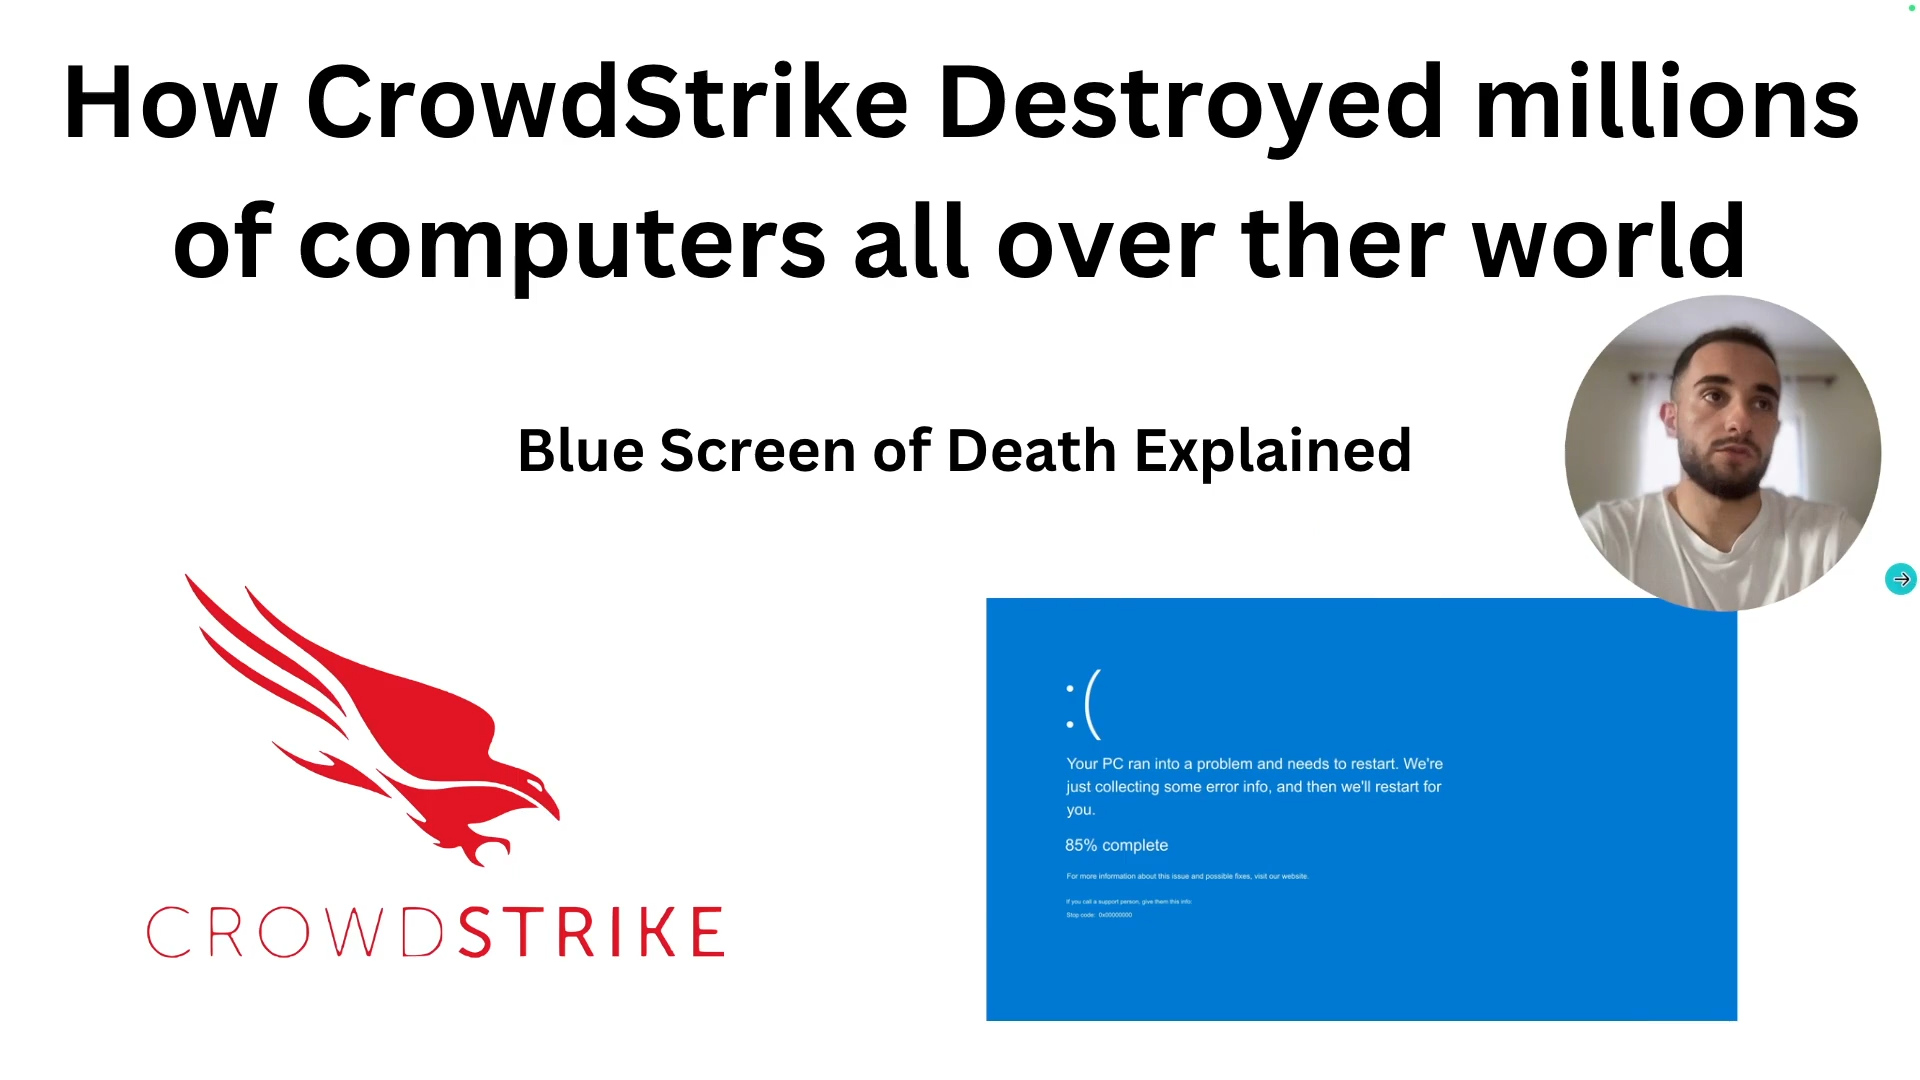 How CrowdStrike Destroyed millions
of computers all over ther world
Blue Screen of Death Explained
CROWDSTRIKE
:(
Your PC ran into a problem and needs to restart. We're
just collecting some error info, and then we'll restart for
you.
85% complete
For more information about this issue and possible fixes, visit our website.
If you call a support person, give them this info:
Stop code: 0x00000000